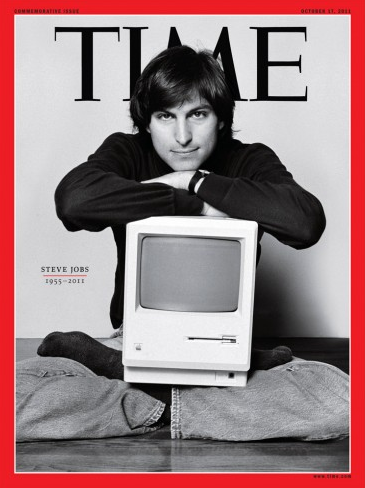 COMMEMORATIVE ISSUE
OCTOBER 17, 2011
TIME
STEVE JOBS
1955–2011
WWW.TIME.COM